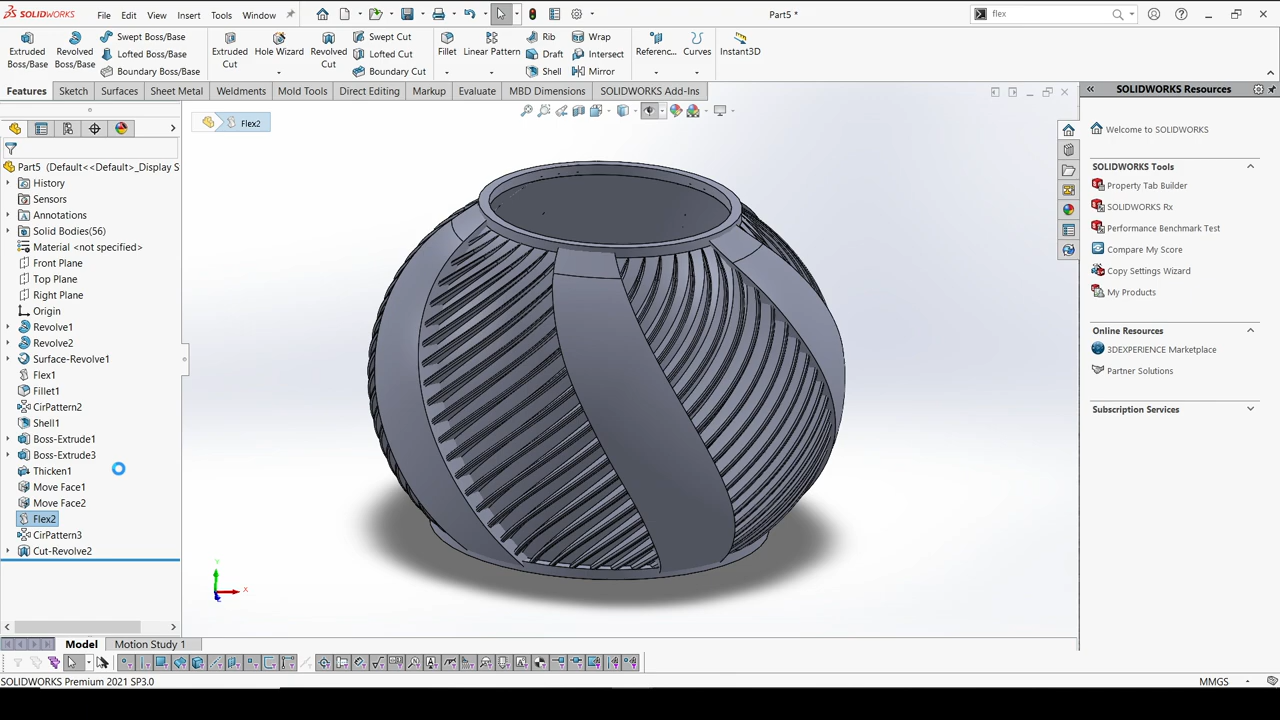 SOLIDWORKS
File
Edit
View
Insert
Tools
Window
Part5 *
flex
Extruded Boss/Base
Revolved Boss/Base
Swept Boss/Base
Lofted Boss/Base
Boundary Boss/Base
Extruded Cut
Hole Wizard
Revolved Cut
Swept Cut
Lofted Cut
Boundary Cut
Fillet
Linear Pattern
Rib
Draft
Shell
Wrap
Intersect
Mirror
Referenc...
Curves
Instant3D
Features
Sketch
Surfaces
Sheet Metal
Weldments
Mold Tools
Direct Editing
Markup
Evaluate
MBD Dimensions
SOLIDWORKS Add-Ins
Flex2
Part5 (Default<<Default>_Display S
History
Sensors
Annotations
Solid Bodies(56)
Material <not specified>
Front Plane
Top Plane
Right Plane
Origin
Revolve1
Revolve2
Surface-Revolve1
Flex1
Fillet1
CirPattern2
Shell1
Boss-Extrude1
Boss-Extrude3
Thicken1
Move Face1
Move Face2
Flex2
CirPattern3
Cut-Revolve2
X
SOLIDWORKS Resources
Welcome to SOLIDWORKS
SOLIDWORKS Tools
Property Tab Builder
SOLIDWORKS Rx
Performance Benchmark Test
Compare My Score
Copy Settings Wizard
My Products
Online Resources
3DEXPERIENCE Marketplace
Partner Solutions
Subscription Services
Model
Motion Study 1
SOLIDWORKS Premium 2021 SP3.0
MMGS